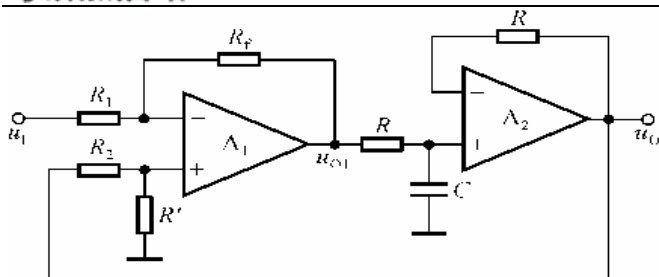 R
R_f
R_1
−
−
A_2
u_I
A_1
R
+
u_O
R_2
+
u_O1
C
R'